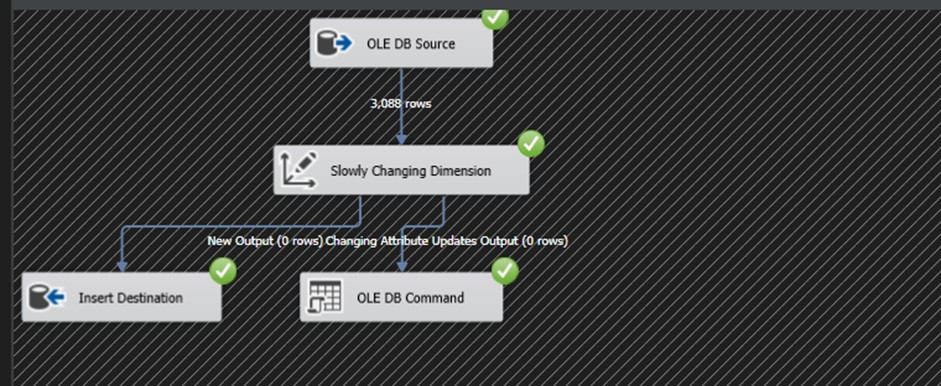 OLE DB Source
3,088 rows
Slowly Changing Dimension
New Output (0 rows) Changing Attribute Updates Output (0 rows)
Insert Destination
OLE DB Command